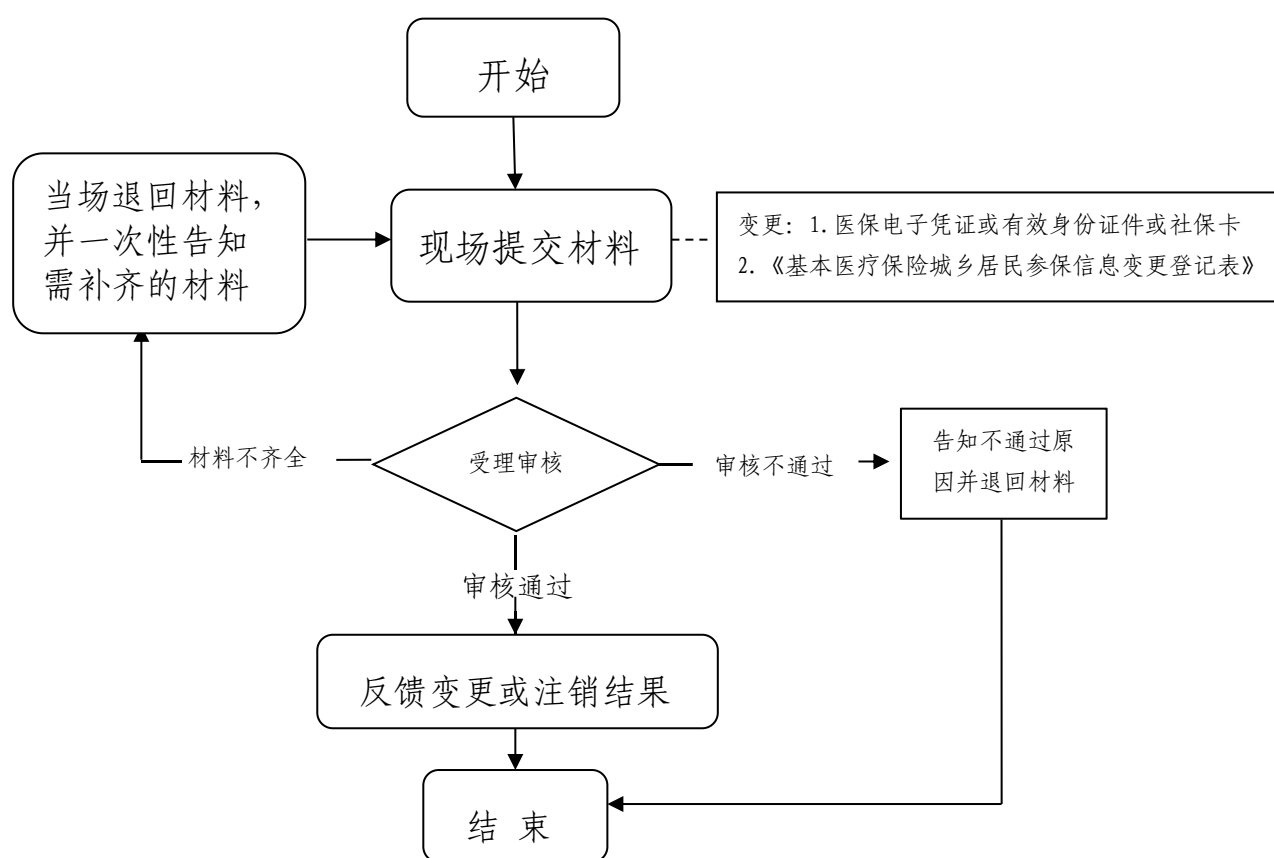 开始
当场退回材料，
并一次性告知
需补齐的材料
现场提交材料
变更：1.医保电子凭证或有效身份证件或社保卡
2.《基本医疗保险城乡居民参保信息变更登记表》
材料不齐全
受理审核
审核不通过
告知不通过原
因并退回材料
审核通过
反馈变更或注销结果
结 束